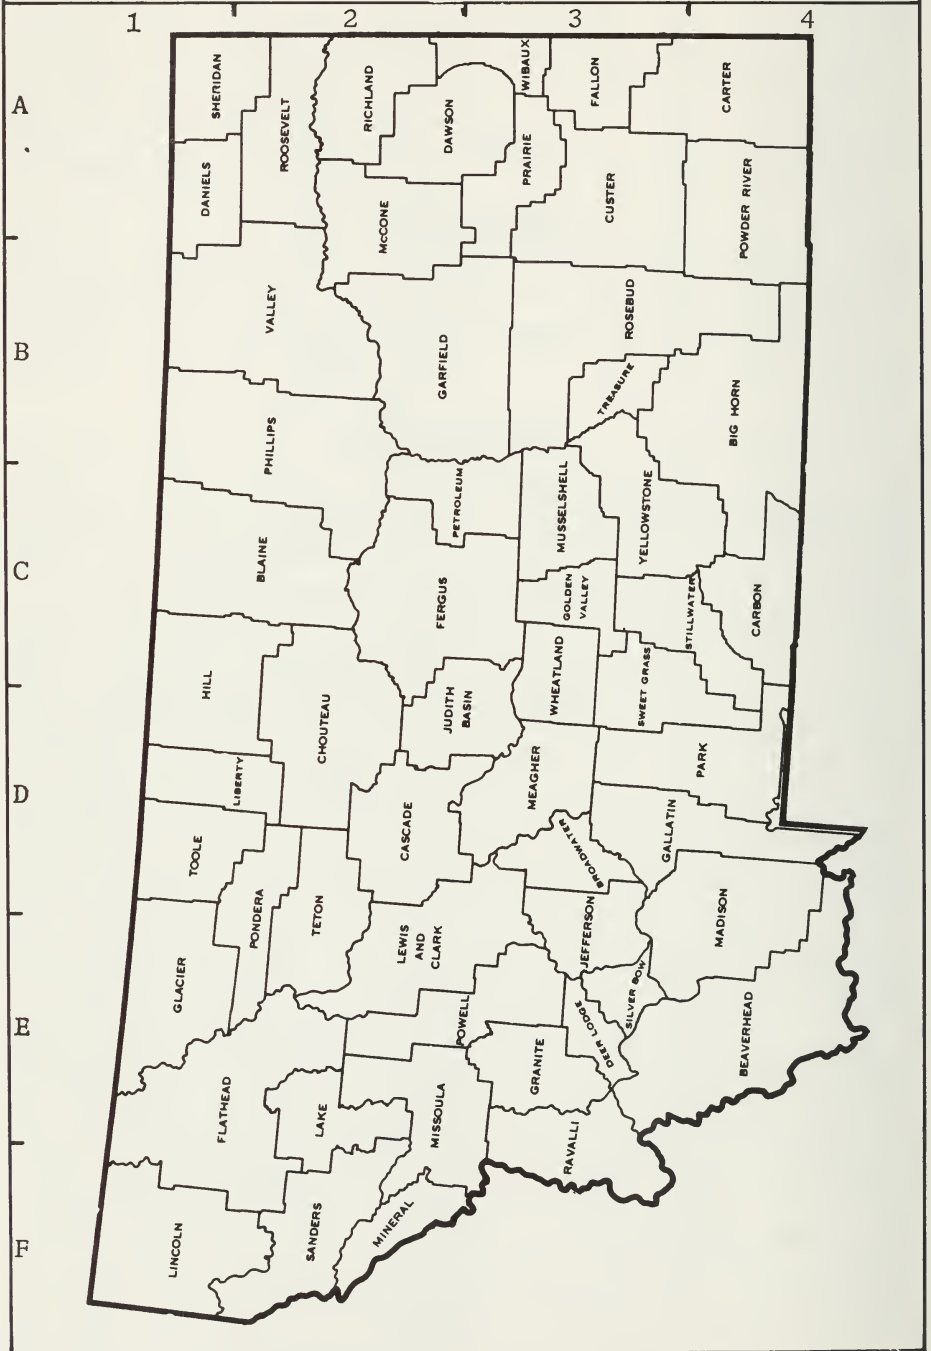 1
2
3
4
A
B
C
D
E
F
SHERIDAN
ROOSEVELT
DANIELS
RICHLAND
DAWSON
WIBAUX
FALLON
CARTER
PRAIRIE
McCONE
CUSTER
POWDER RIVER
VALLEY
GARFIELD
ROSEBUD
TREASURE
BIG HORN
PHILLIPS
PETROLEUM
MUSSELSHELL
YELLOWSTONE
BLAINE
FERGUS
GOLDEN
VALLEY
STILLWATER
CARBON
HILL
CHOUTEAU
JUDITH
BASIN
WHEATLAND
SWEET GRASS
LIBERTY
CASCADE
MEAGHER
PARK
TOOLE
PONDERA
TETON
BROADWATER
GALLATIN
GLACIER
LEWIS
AND
CLARK
JEFFERSON
MADISON
SILVER BOW
POWELL
DEER LODGE
GRANITE
BEAVERHEAD
FLATHEAD
LAKE
MISSOULA
RAVALLI
LINCOLN
SANDERS
MINERAL